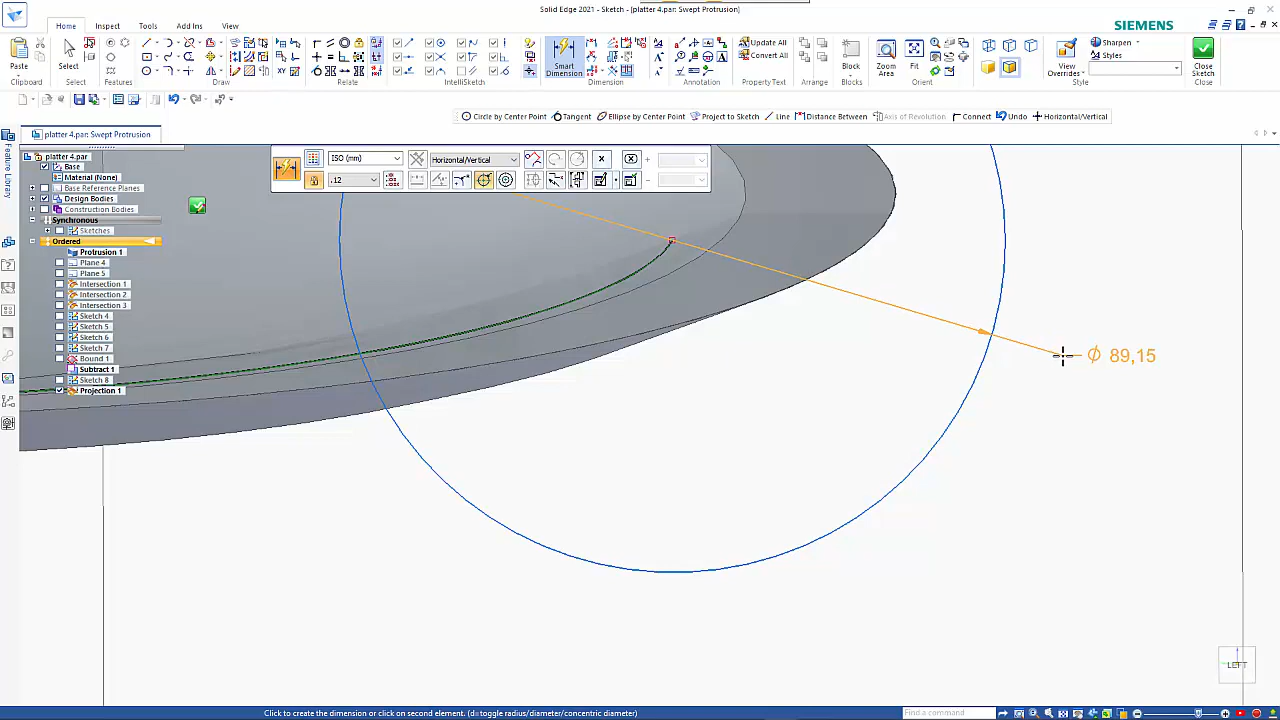 Solid Edge 2021 - Sketch - [platter 4.par: Swept Protrusion]
SIEMENS
Home Inspect Tools Add Ins View
Paste Select Smart Dimension Update All Convert All Block Zoom Area Fit View Overrides Sharpen Styles Close Sketch
Clipboard Select Features Draw Relate IntelliSketch Dimension Annotation PropertyText Arrange Orient Style Close
Circle by Center Point Tangent Ellipse by Center Point Project to Sketch Line Distance Between Axis of Revolution Connect Undo Horizontal/Vertical
platter 4.par: Swept Protrusion
Feature Library
ISO (mm) Horizontal/Vertical
.12
platter 4.par
Base
Material (None)
Base Reference Planes
Design Bodies
Construction Bodies
Synchronous
Sketches
Ordered
Protrusion 1
Plane 4
Plane 5
Intersection 1
Intersection 2
Intersection 3
Sketch 4
Sketch 5
Sketch 6
Sketch 7
Bound 1
Subtract 1
Sketch 8
Projection 1
∅ 89,15
LEFT
Click to create the dimension or click on second element. (d=toggle radius/diameter/concentric diameter)
Find a command